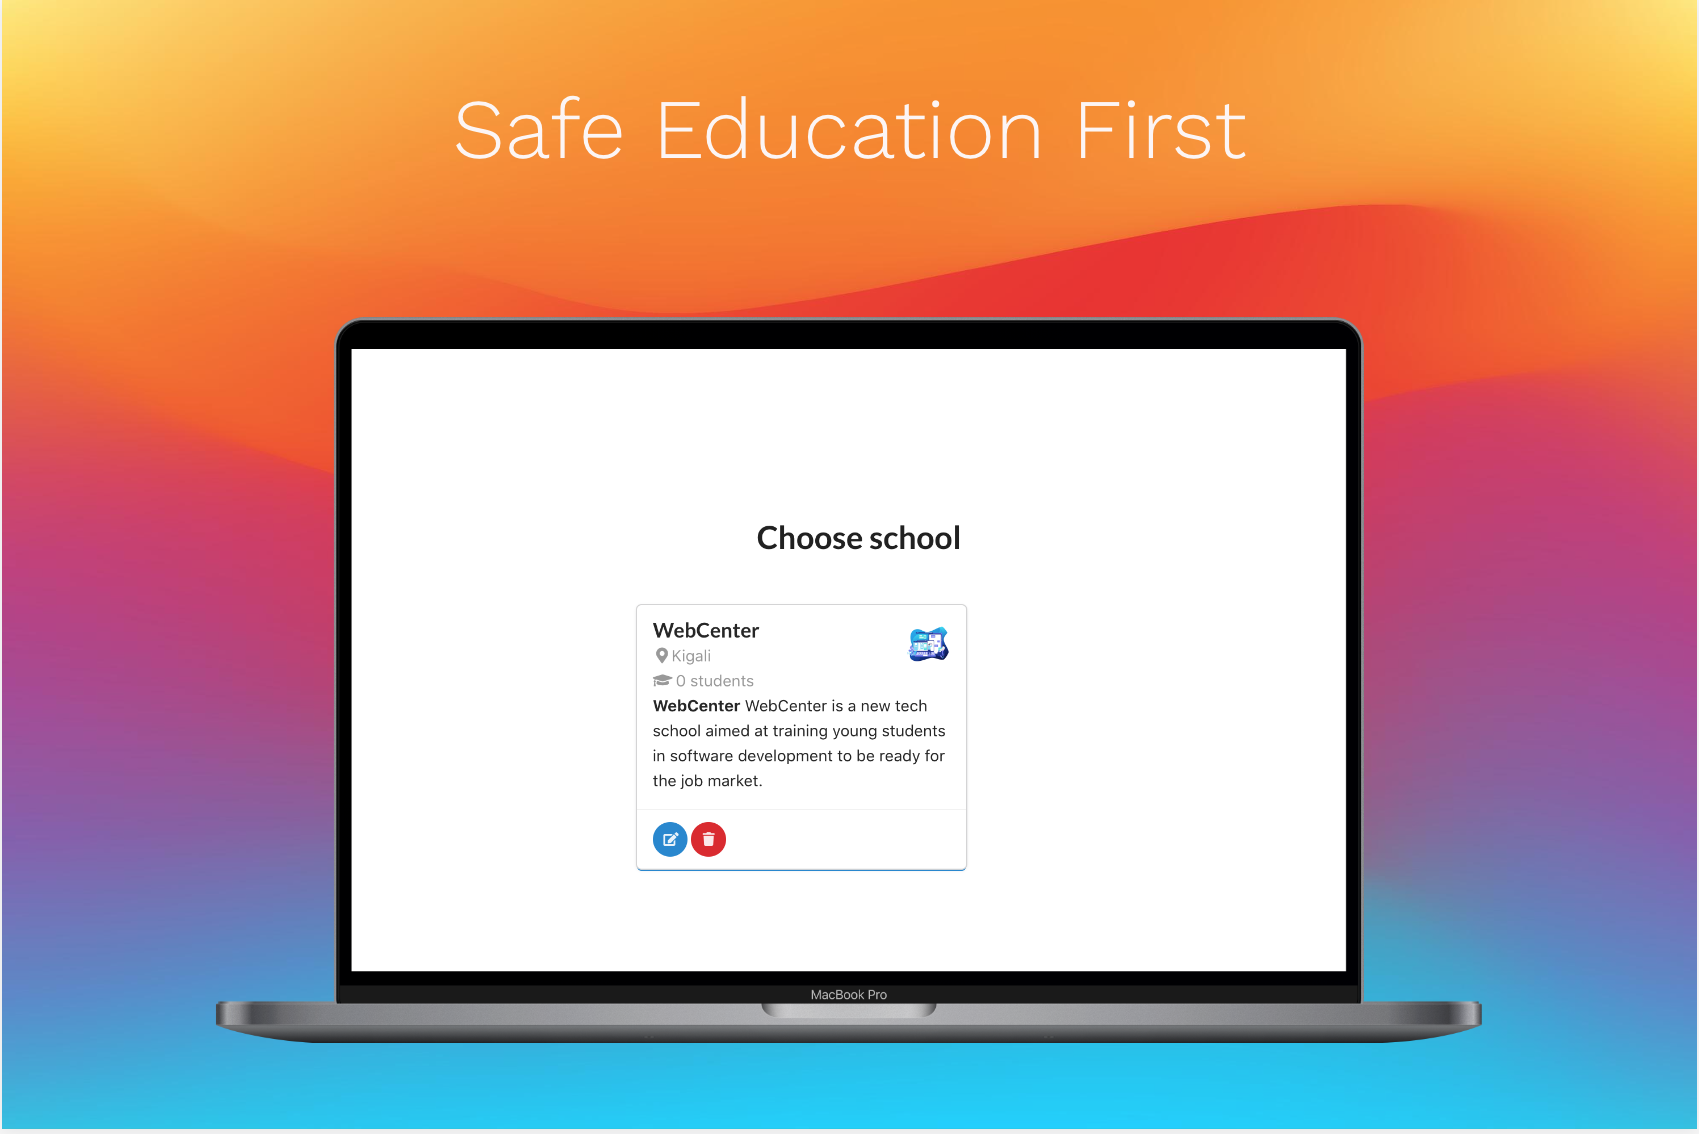 Safe Education First
Choose school
WebCenter
Kigali
0 students
WebCenter WebCenter is a new tech
school aimed at training young students
in software development to be ready for
the job market.
MacBook Pro